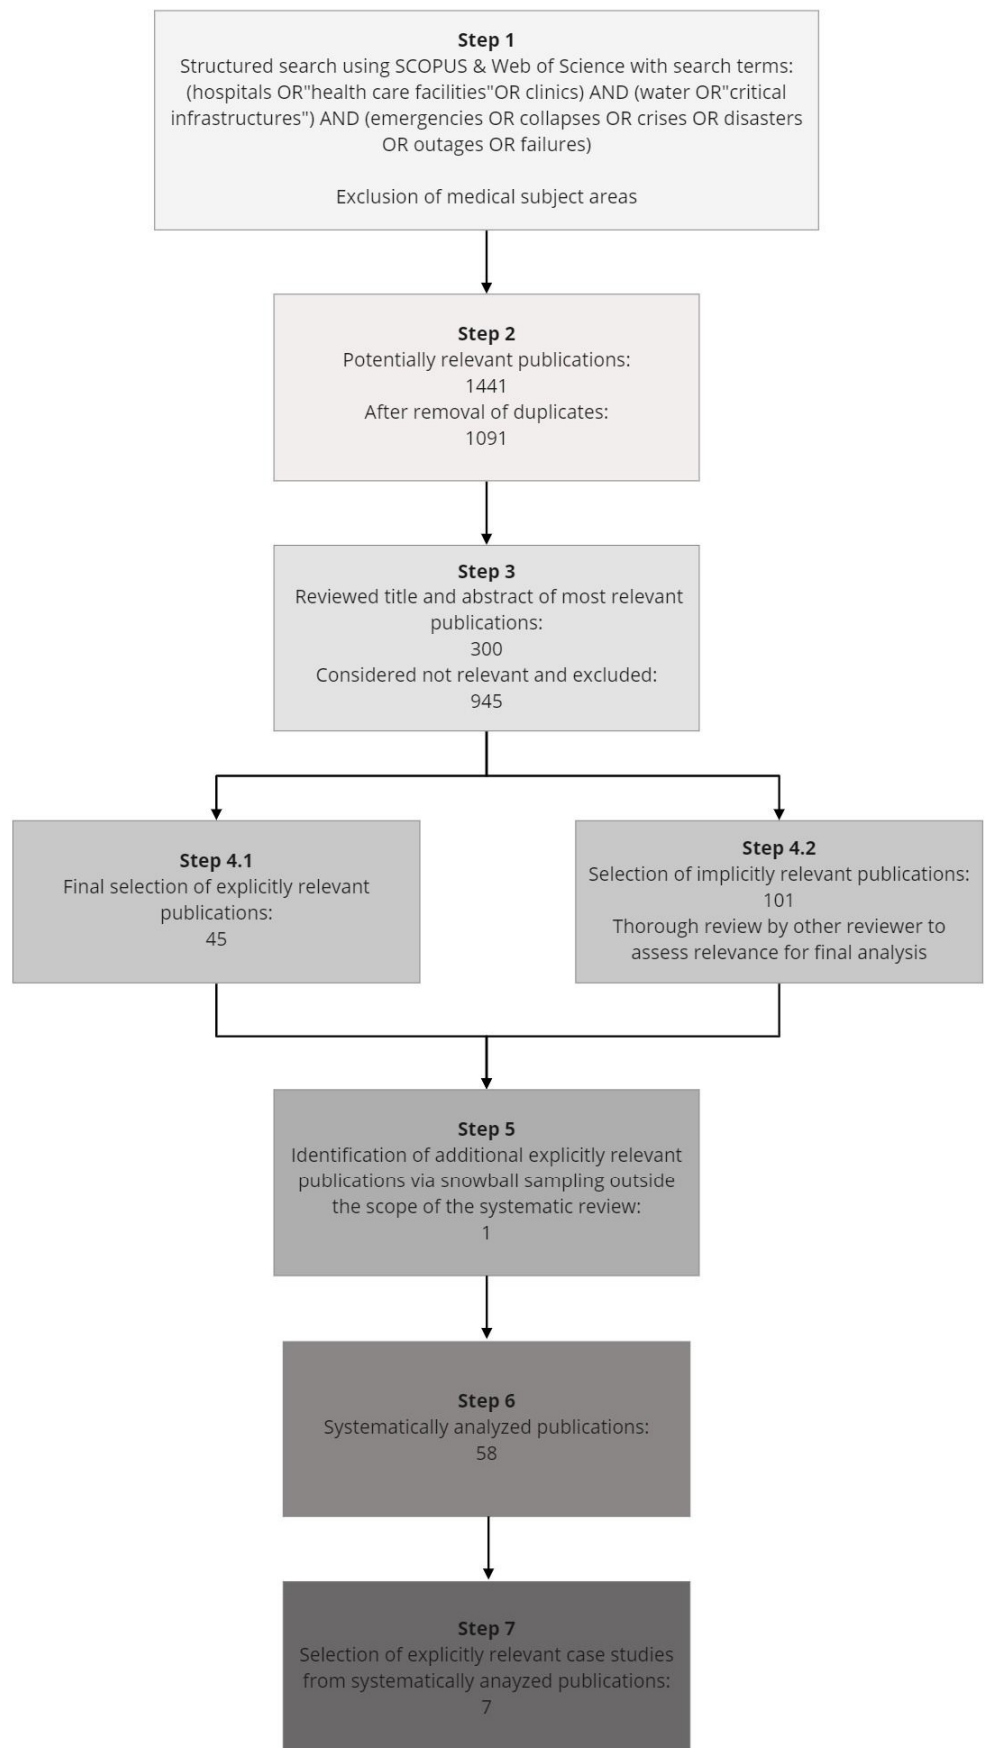 Step 1
Structured search using SCOPUS & Web of Science with search terms:
(hospitals OR"health care facilities"OR clinics) AND (water OR"critical
infrastructures") AND (emergencies OR collapses OR crises OR disasters
OR outages OR failures)
Exclusion of medical subject areas
Step 2
Potentially relevant publications:
1441
After removal of duplicates:
1091
Step 3
Reviewed title and abstract of most relevant
publications:
300
Considered not relevant and excluded:
945
Step 4.1
Final selection of explicitly relevant
publications:
45
Step 4.2
Selection of implicitly relevant publications:
101
Thorough review by other reviewer to
assess relevance for final analysis
Step 5
Identification of additional explicitly relevant
publications via snowball sampling outside
the scope of the systematic review:
1
Step 6
Systematically analyzed publications:
58
Step 7
Selection of explicitly relevant case studies
from systematically anayzed publications:
7